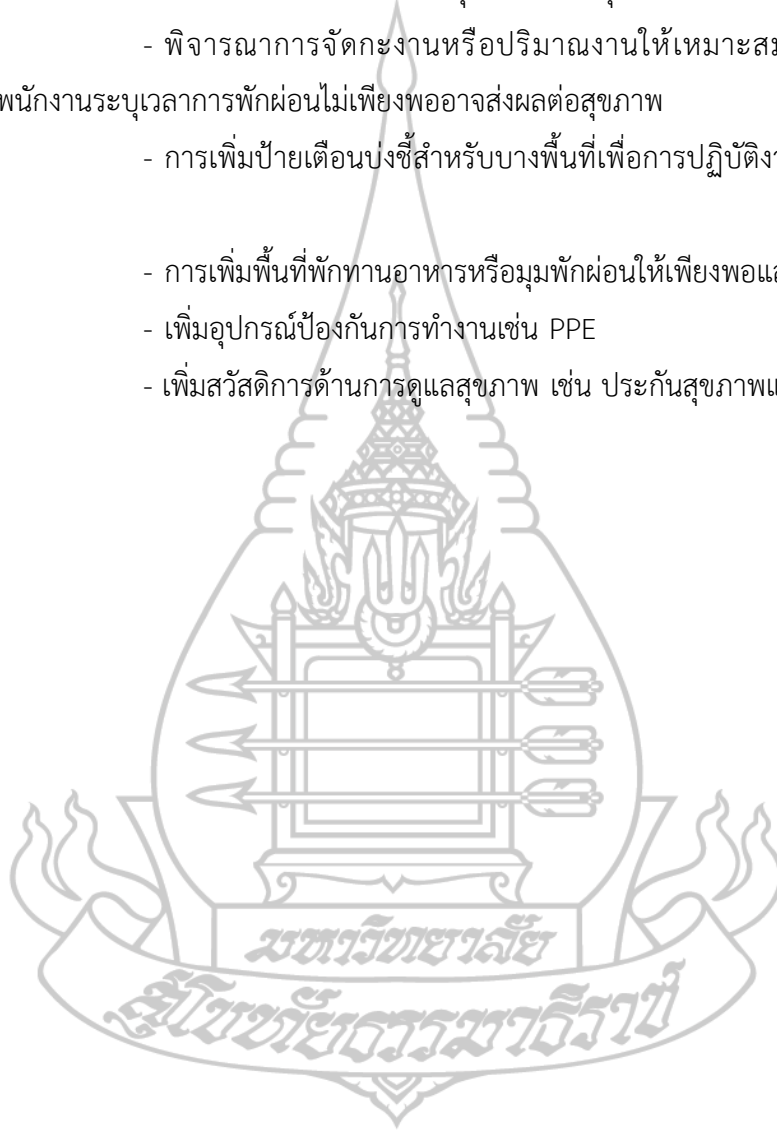 - พิจารณาการจัดกะงานหรือปริมาณงานให้เหมาะสม
พนักงานระบุเวลาการพักผ่อนไม่เพียงพออาจส่งผลต่อสุขภาพ
- การเพิ่มป้ายเตือนบ่งชี้สำหรับบางพื้นที่เพื่อการปฏิบัติงา
- การเพิ่มพื้นที่พักทานอาหารหรือมุมพักผ่อนให้เพียงพอแล
- เพิ่มอุปกรณ์ป้องกันการทำงานเช่น PPE
- เพิ่มสวัสดิการด้านการดูแลสุขภาพ เช่น ประกันสุขภาพแ
มหาวิทยาลัย
สุโขทัยธรรมาธิราช